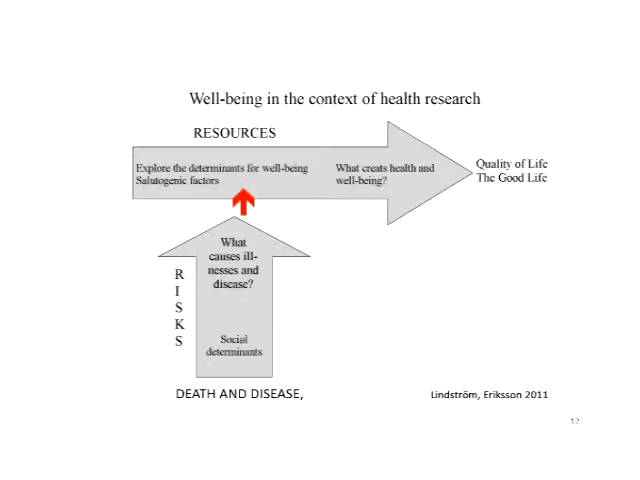 Well-being in the context of health research
RESOURCES
Explore the determinants for well-being
Salutogenic factors
What creats health and
well-being?
Quality of Life
The Good Life
What
causes ill-
nesses and
disease?
R
I
S
K
S
Social
determinants
DEATH AND DISEASE,
Lindström, Eriksson 2011
12